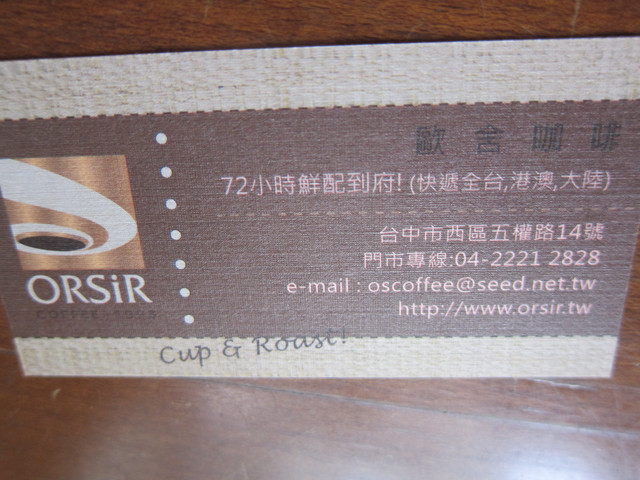 歐舍咖啡
72小時鮮配到府! (快遞全台,港澳,大陸)
台中市西區五權路14號
門市專線:04-2221 2828
e-mail : oscoffee@seed.net.tw
http://www.orsir.tw
ORSiR
COFFEE
Cup & Roast!